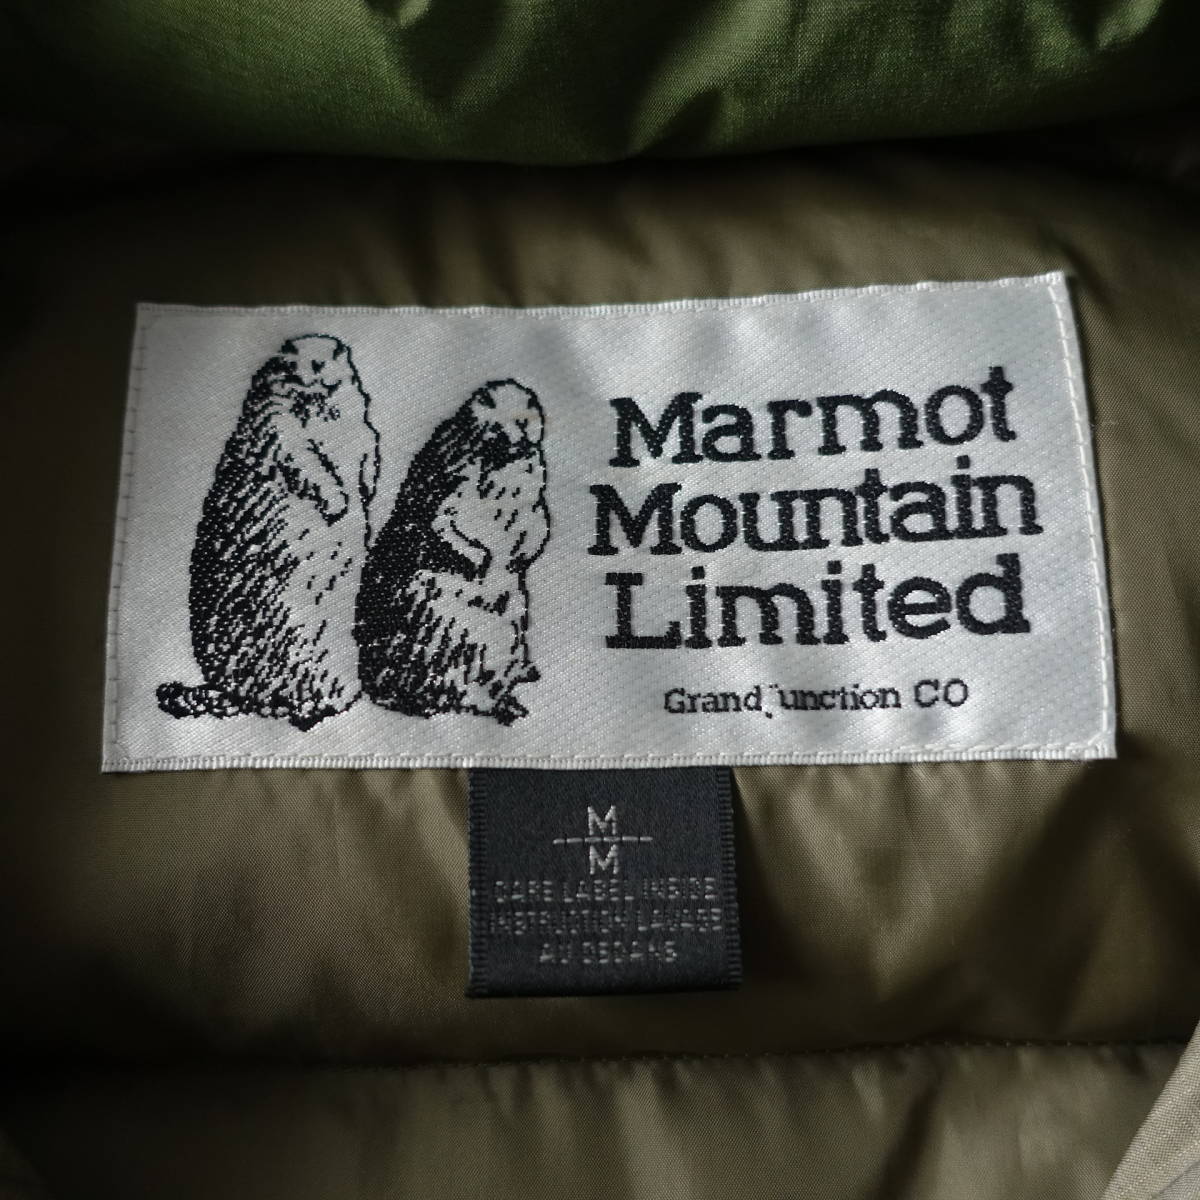 Marmot
Mountain
Limited
Grand Junction CO
M
M
CARE LABEL INSIDE
INSTRUCTION LAVAGE
AU DEDANS